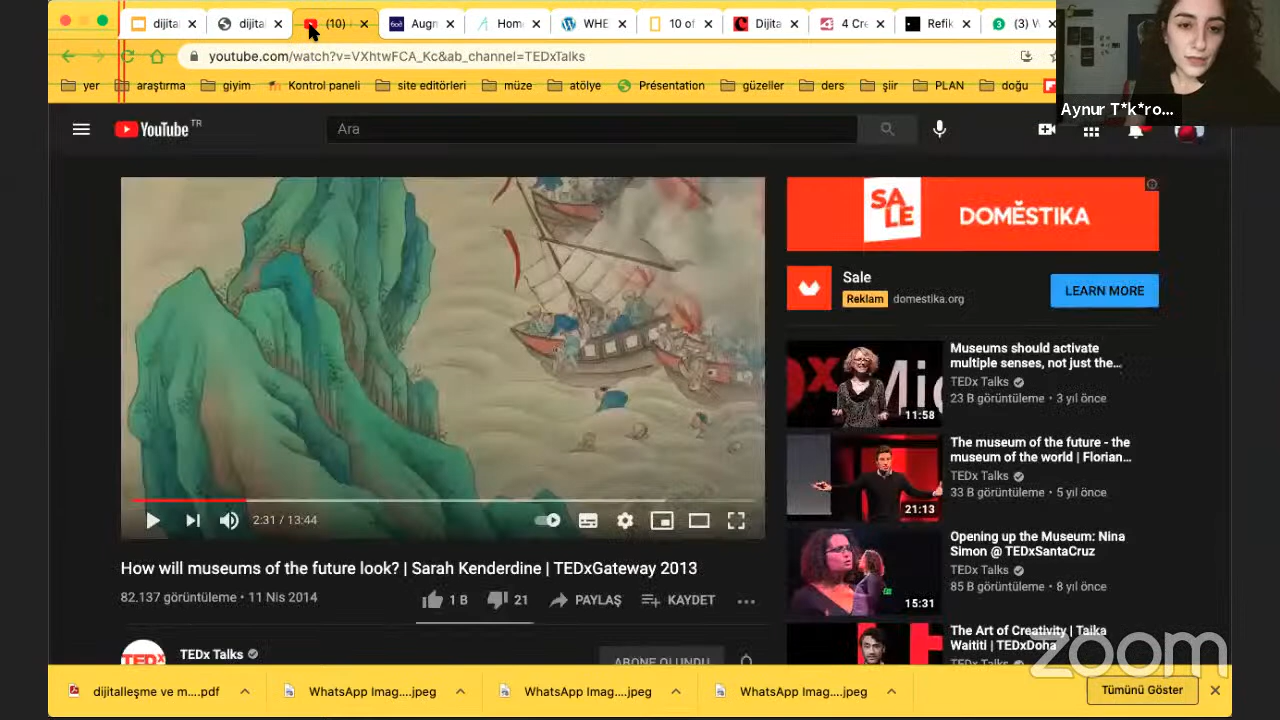 dijital
dijita
(10)
Augn
Hom
WHE
10 of
Dijita
4 Cre
Refik
(3) V
youtube.com/watch?v=VXhtwFCA_Kc&ab_channel=TEDxTalks
yer
araştırma
giyim
Kontrol paneli
site editörleri
müze
atölye
Présentation
güzeller
ders
şiir
PLAN
doğu
Aynur T*k*ro...
YouTube TR
Ara
SALE
DOMĚSTIKA
Sale
Reklam domestika.org
LEARN MORE
2:31 / 13:44
Museums should activate
multiple senses, not just the...
TEDx Talks
23 B görüntüleme • 3 yıl önce
11:58
The museum of the future - the
museum of the world | Florian...
TEDx Talks
33 B görüntüleme • 5 yıl önce
21:13
Opening up the Museum: Nina
Simon @ TEDxSantaCruz
TEDx Talks
85 B görüntüleme • 8 yıl önce
15:31
The Art of Creativity | Taika
Waititi | TEDxDoha
TEDx Talks
How will museums of the future look? | Sarah Kenderdine | TEDxGateway 2013
82.137 görüntüleme • 11 Nis 2014
1 B
21
PAYLAŞ
KAYDET
TEDx
TEDx Talks
ABONE OLUNDU
zoom
dijitalleşme ve m....pdf
WhatsApp Imag....jpeg
WhatsApp Imag....jpeg
WhatsApp Imag....jpeg
Tümünü Göster